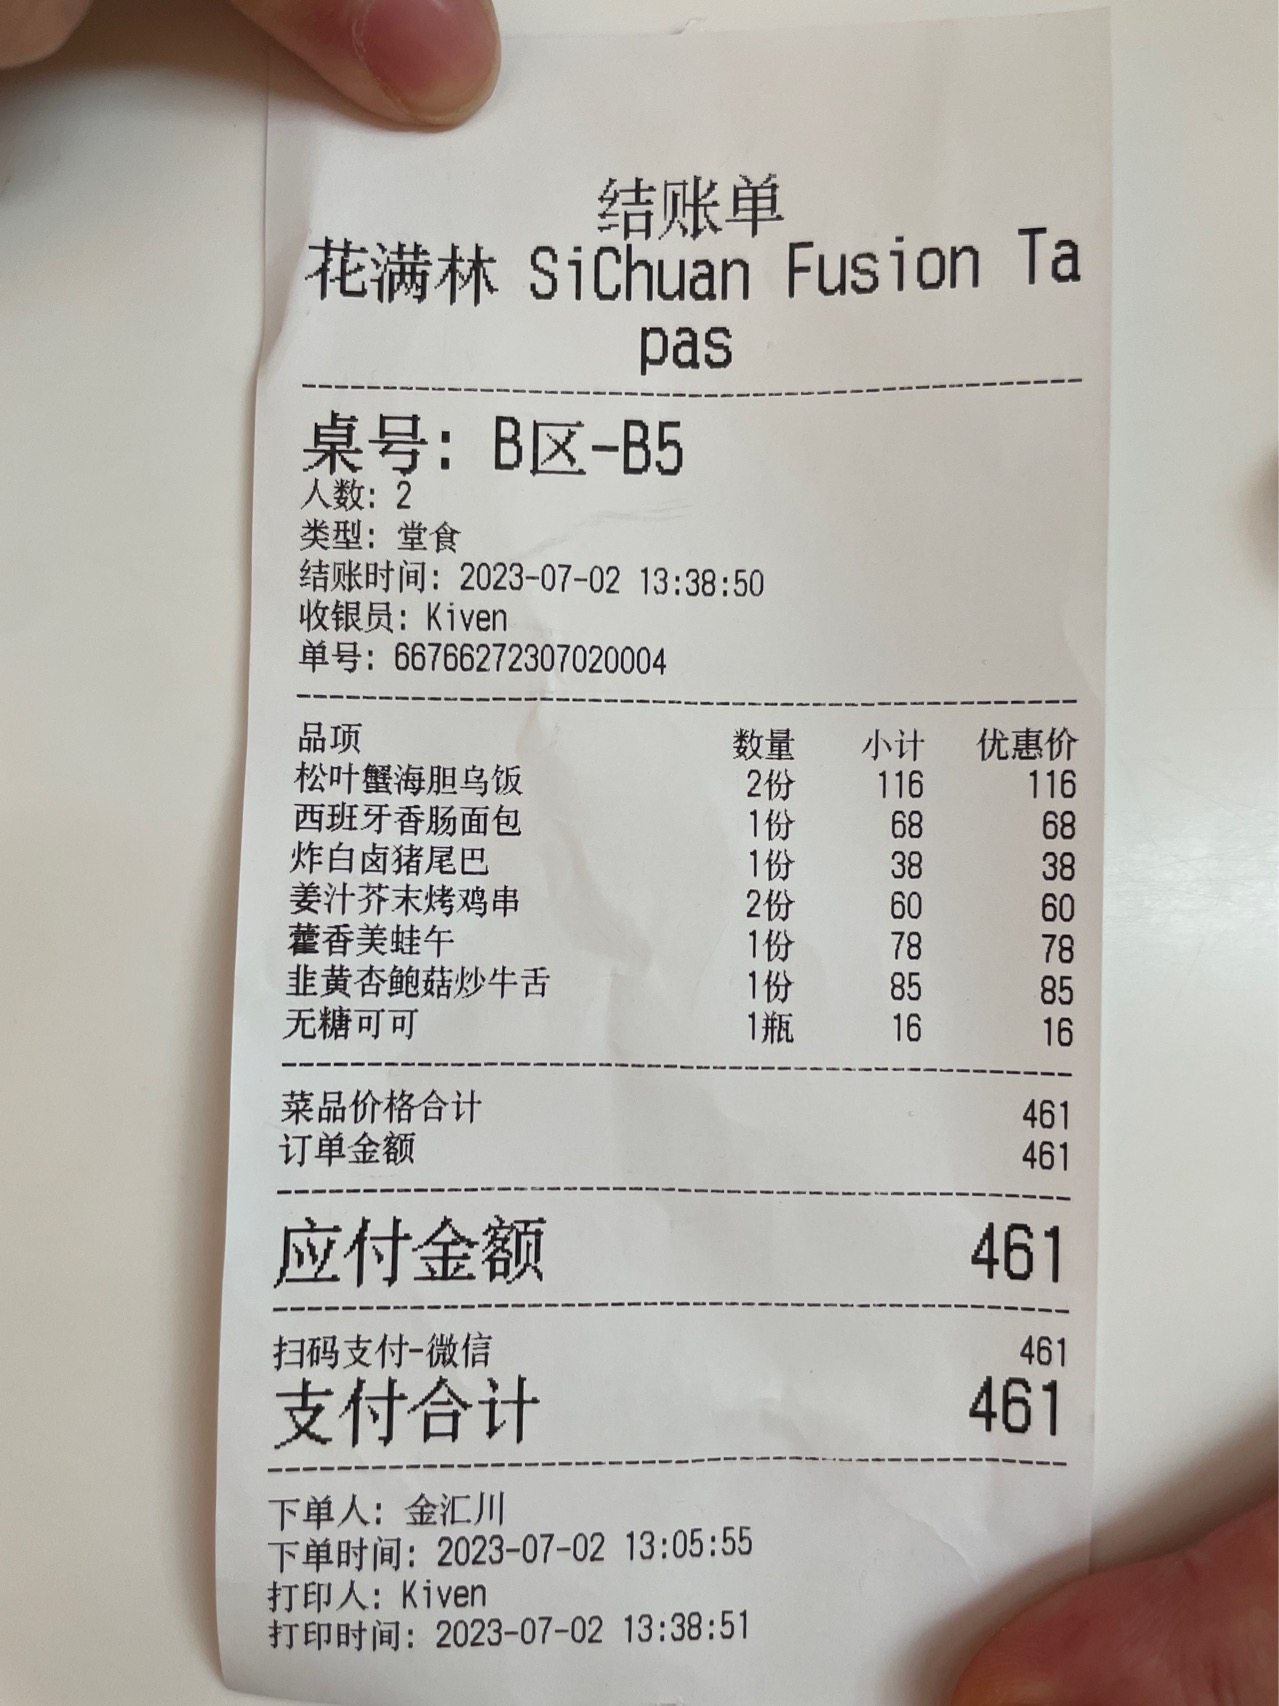 结账单
花满林 SiChuan Fusion Ta
pas
桌号: B区-B5
人数: 2
类型: 堂食
结账时间: 2023-07-02 13:38:50
收银员: Kiven
单号: 66766272307020004
品项 数量 小计 优惠价
松叶蟹海胆乌饭 2份 116 116
西班牙香肠面包 1份 68 68
炸白卤猪尾巴 1份 38 38
姜汁芥末烤鸡串 2份 60 60
藿香美蛙午 1份 78 78
韭黄杏鲍菇炒牛舌 1份 85 85
无糖可可 1瓶 16 16
菜品价格合计 461
订单金额 461
应付金额 461
扫码支付-微信 461
支付合计 461
下单人: 金汇川
下单时间: 2023-07-02 13:05:55
打印人: Kiven
打印时间: 2023-07-02 13:38:51